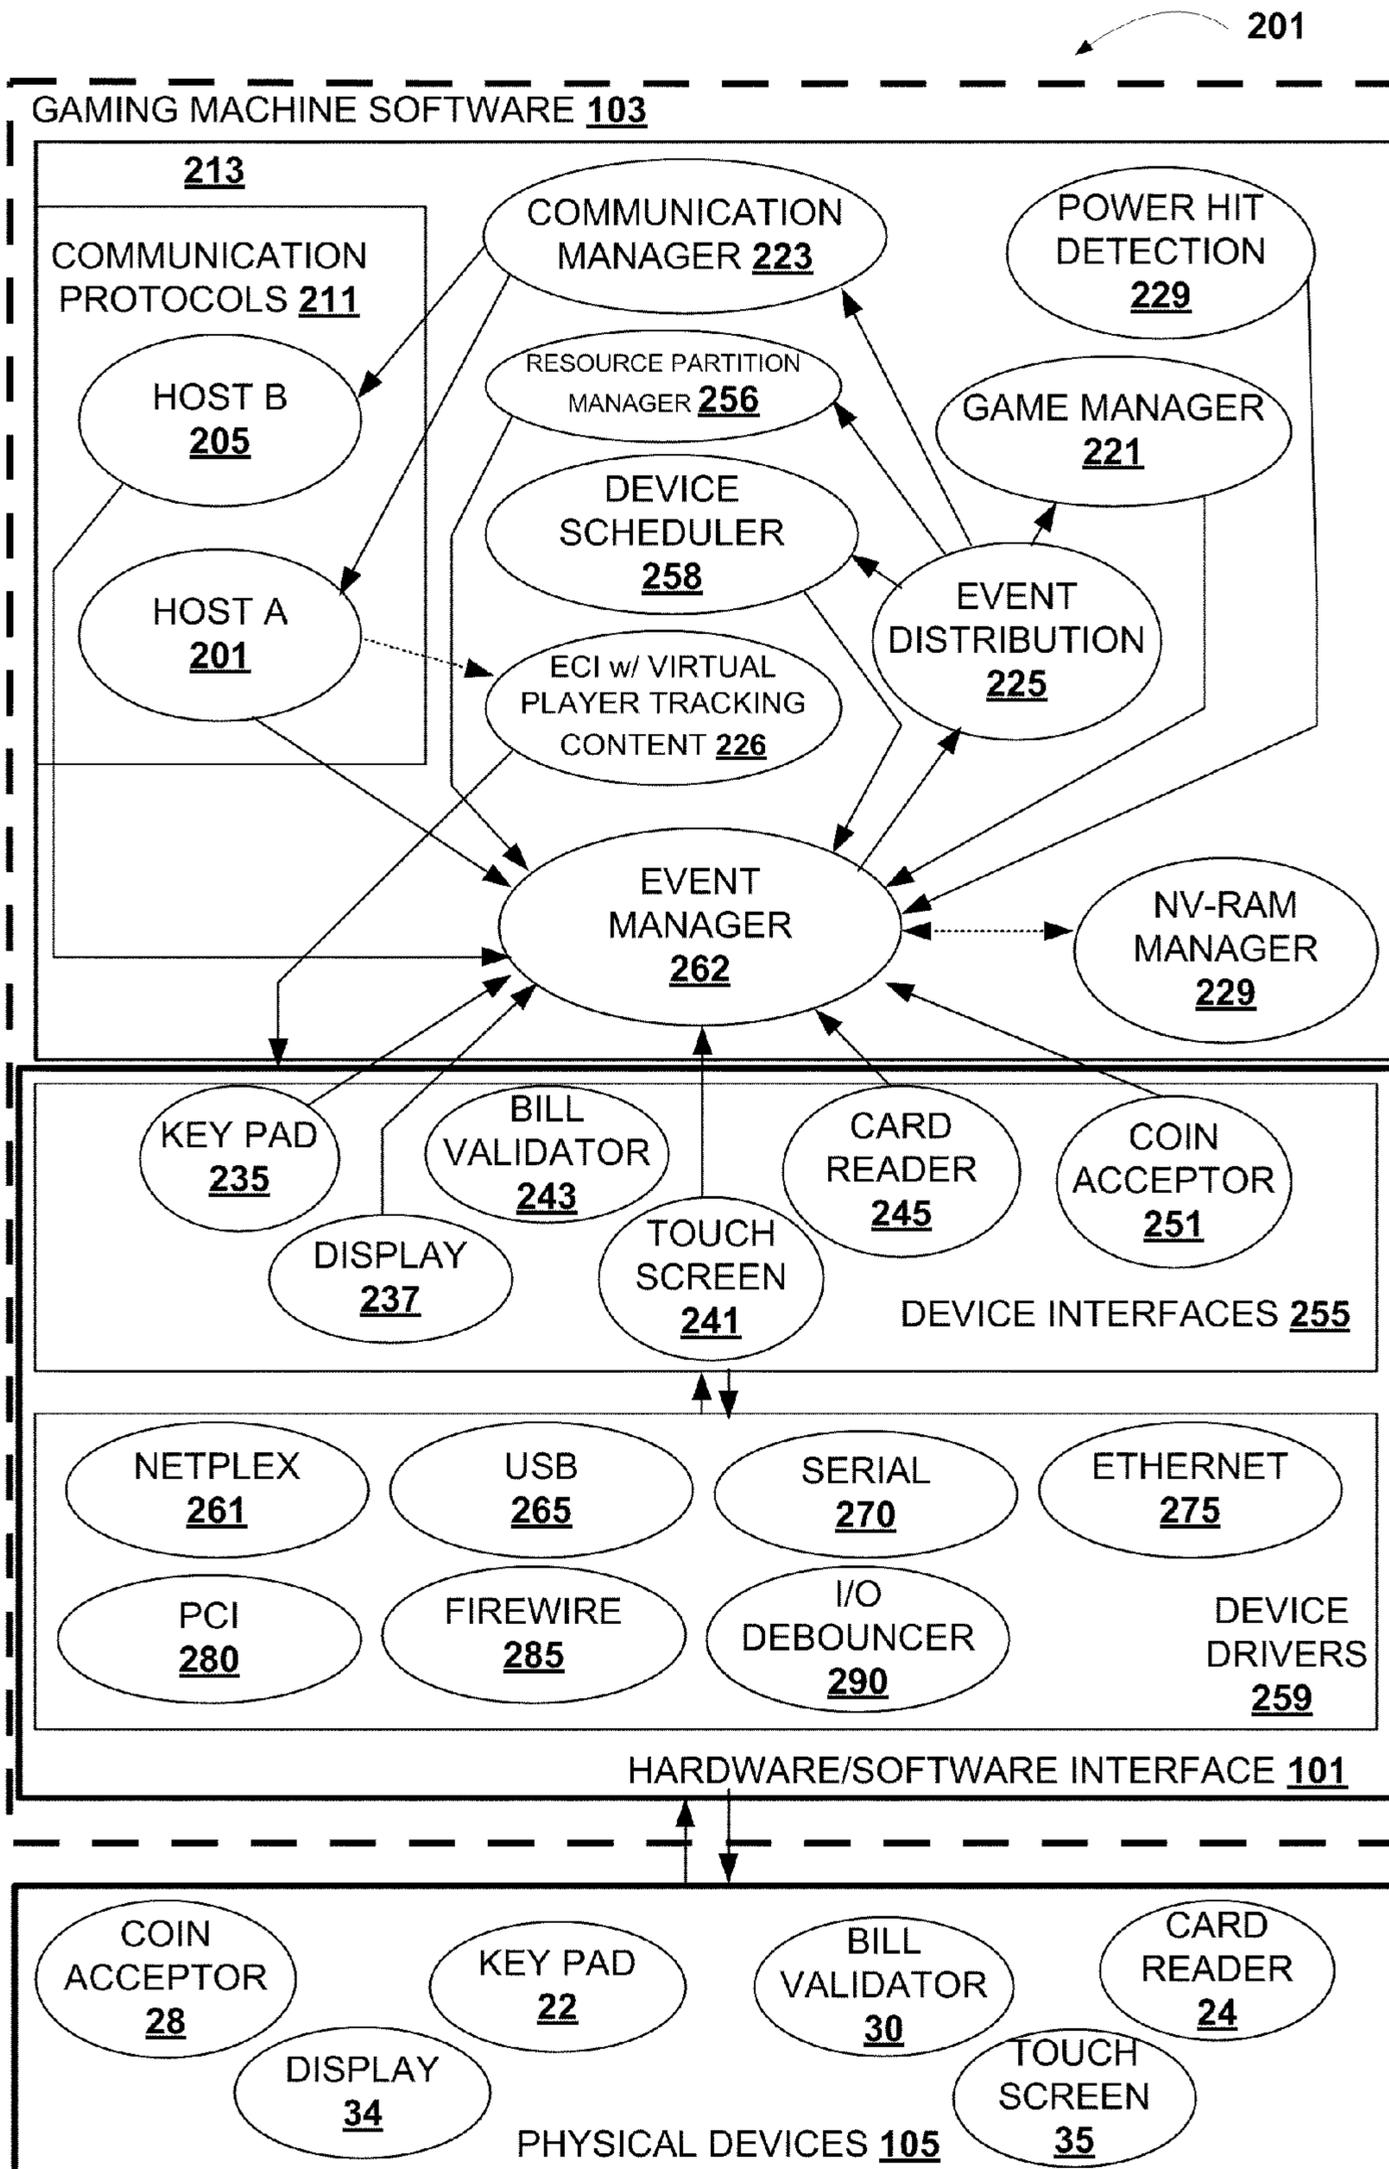 201
GAMING MACHINE SOFTWARE 103
213
COMMUNICATION
PROTOCOLS 211
HOST B
205
HOST A
201
COMMUNICATION
MANAGER 223
RESOURCE PARTITION
MANAGER 256
DEVICE
SCHEDULER
258
ECI w/ VIRTUAL
PLAYER TRACKING
CONTENT 226
POWER HIT
DETECTION
229
GAME MANAGER
221
EVENT
DISTRIBUTION
225
EVENT
MANAGER
262
NV-RAM
MANAGER
229
KEY PAD
235
DISPLAY
237
BILL
VALIDATOR
243
TOUCH
SCREEN
241
CARD
READER
245
COIN
ACCEPTOR
251
DEVICE INTERFACES 255
NETPLEX
261
USB
265
SERIAL
270
ETHERNET
275
PCI
280
FIREWIRE
285
I/O
DEBOUNCER
290
DEVICE
DRIVERS
259
HARDWARE/SOFTWARE INTERFACE 101
COIN
ACCEPTOR
28
DISPLAY
34
KEY PAD
22
BILL
VALIDATOR
30
CARD
READER
24
TOUCH
SCREEN
35
PHYSICAL DEVICES 105